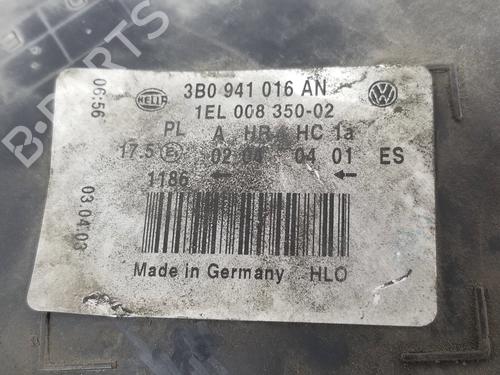 B-PARTS
06:56
03.04.03
HELLA
3B0 941 016 AN
1EL 008 350-02
PL A HR HC 1a
17.5 02 04 04 01 ES
1186
Made in Germany HLO